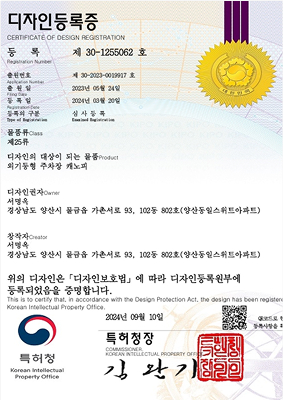 디자인등록증
CERTIFICATE OF DESIGN REGISTRATION
등 록 제 30-1255062 호
Registration Number
출원번호 제 30-2023-0019917 호
Application Number
출 원 일 2023년 05월 24일
Filing Date
등 록 일 2024년 03월 20일
Registration Date
등록의 구분 심 사 등 록
Type of Registration Examined Registration
물품류 Class
제25류
디자인의 대상이 되는 물품 Product
외기둥형 주차장 캐노피
디자인권자 Owner
서명옥
경상남도 양산시 물금읍 가촌서로 93, 102동 802호(양산동일스위트아파트)
창작자 Creator
서명옥
경상남도 양산시 물금읍 가촌서로 93, 102동 802호(양산동일스위트아파트)
위의 디자인은「디자인보호법」에 따라 디자인등록원부에
등록되었음을 증명합니다.
This is to certify that, in accordance with the Design Protection Act, the design has been registered
Korean Intellectual Property Office.
2024년 09월 10일
특허청
Korean Intellectual
Property Office
특허청장
COMMISSIONER,
KOREAN INTELLECTUAL PROPERTY OFFICE
김 완 기